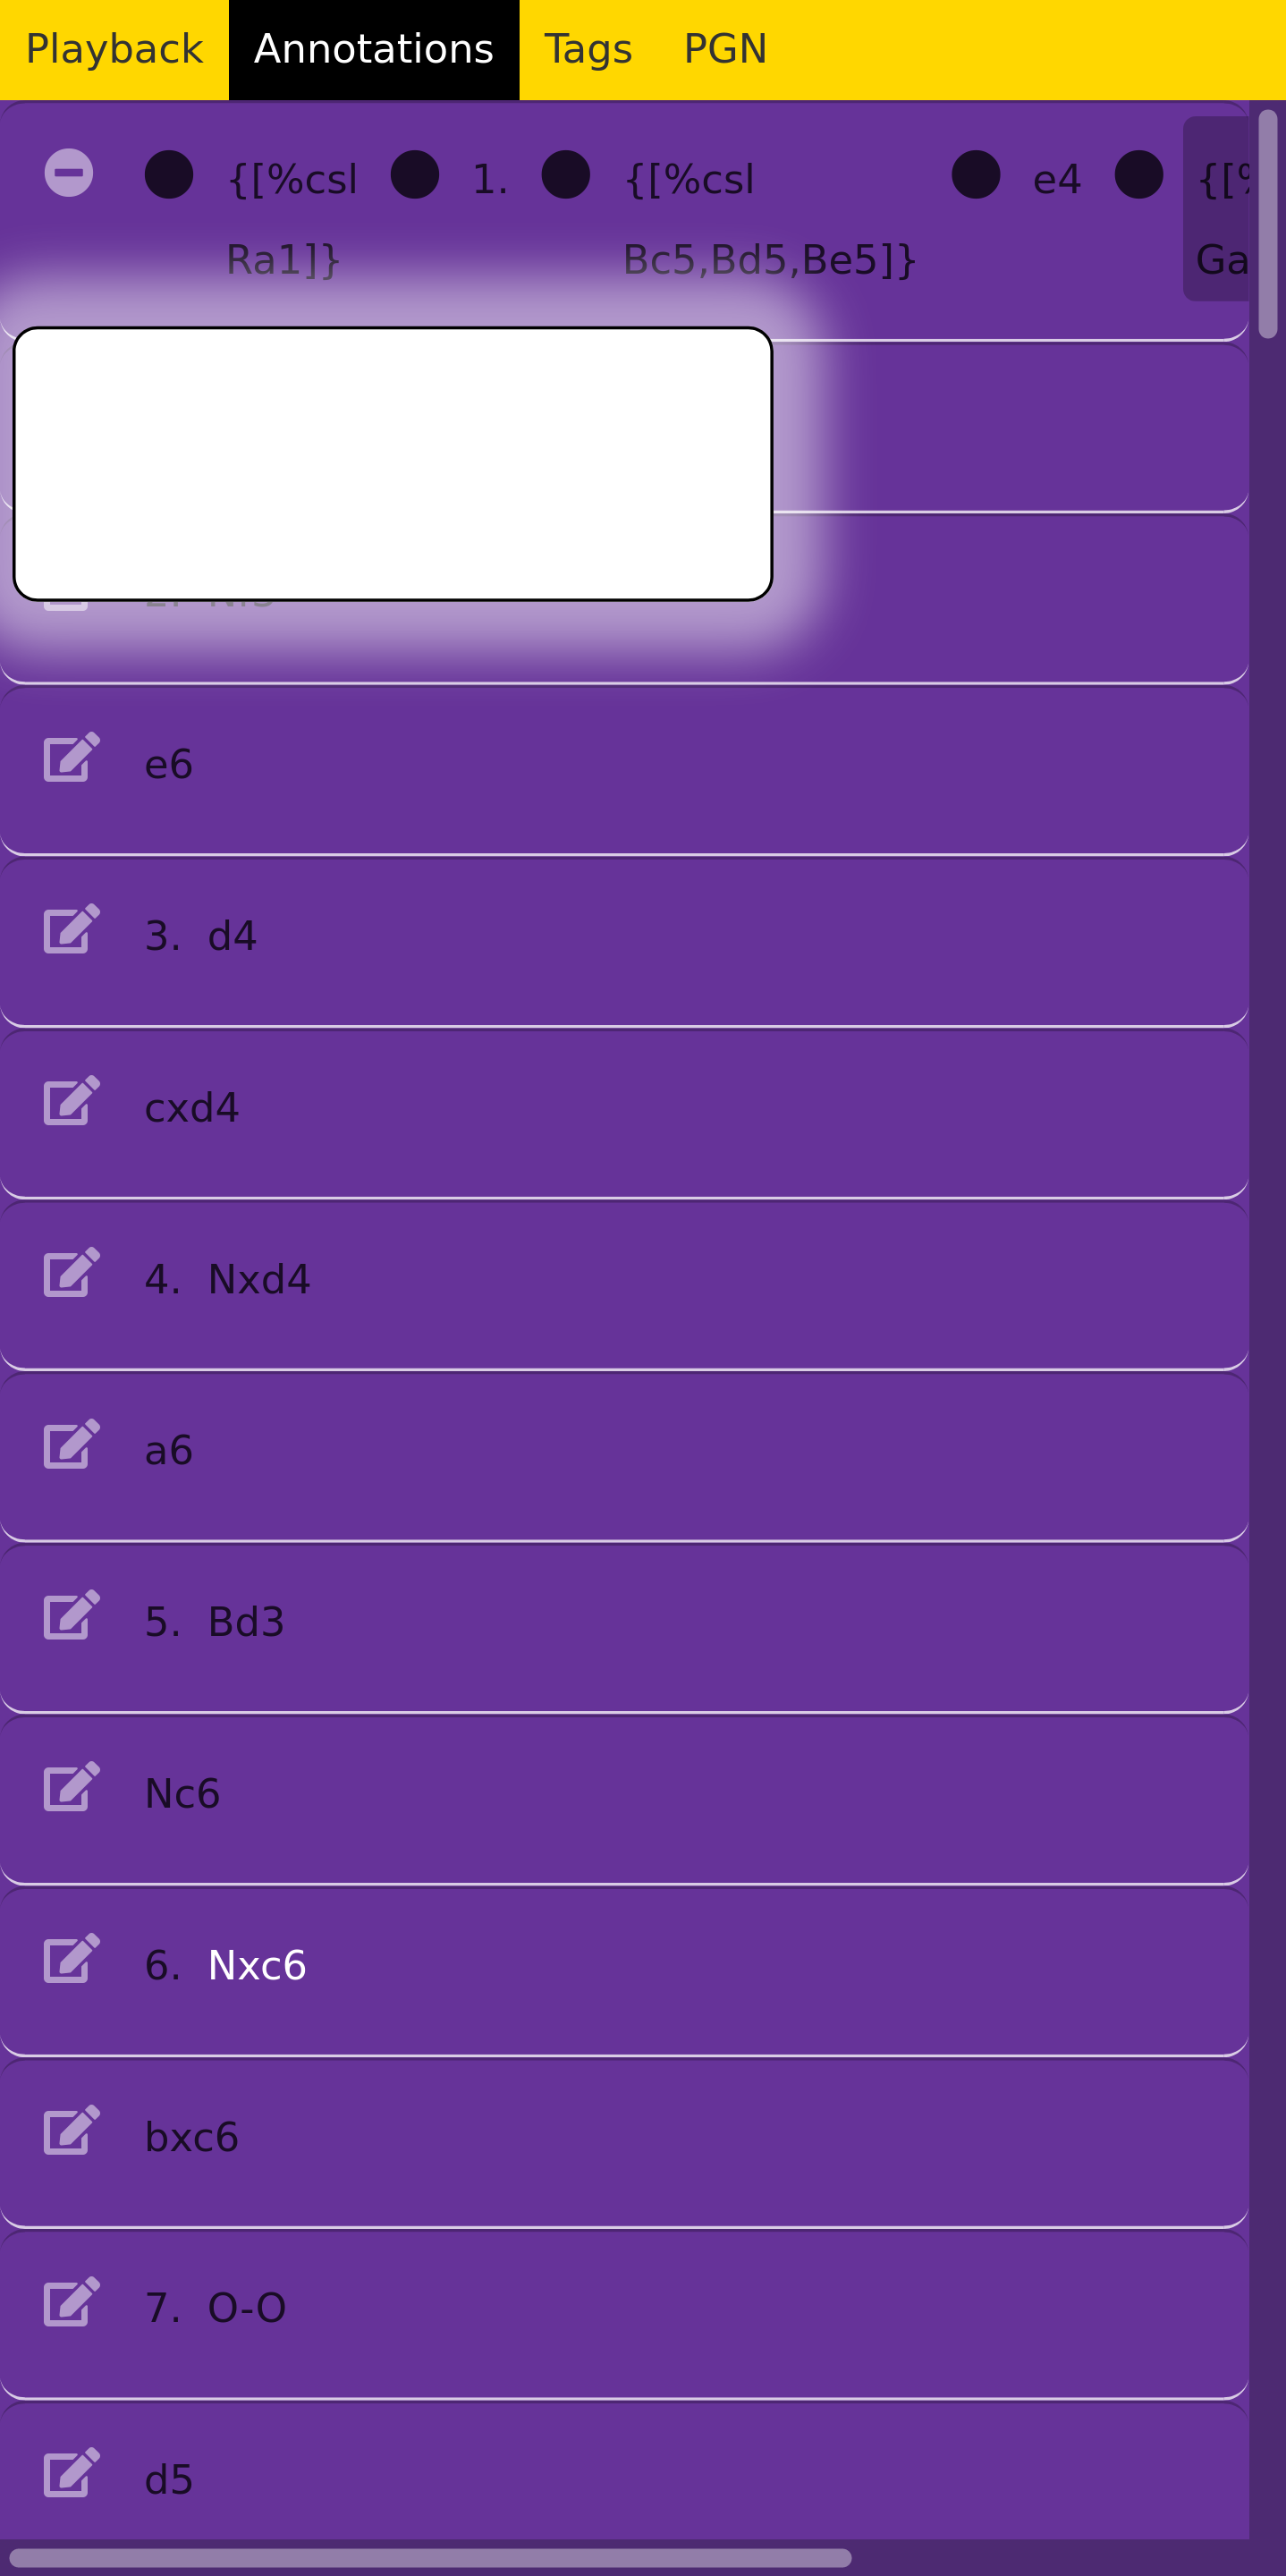 Playback Annotations Tags PGN
{[%csl 1. {[%csl e4
Ra1]} Bc5,Bd5,Be5]} Ga
e6
3. d4
cxd4
4. Nxd4
a6
5. Bd3
Nc6
6. Nxc6
bxc6
7. O-O
d5